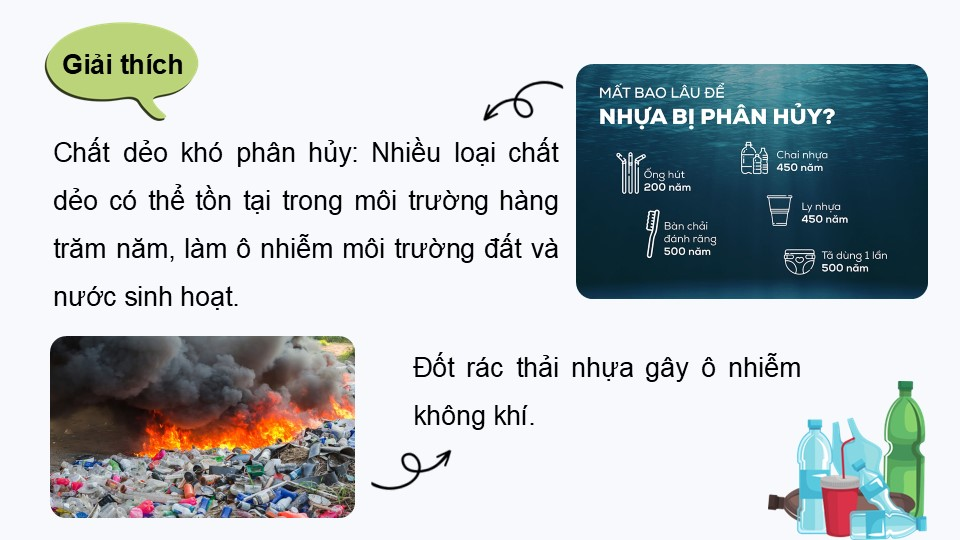 Giải thích
Chất dẻo khó phân hủy: Nhiều loại chất
dẻo có thể tồn tại trong môi trường hàng
trăm năm, làm ô nhiễm môi trường đất và
nước sinh hoạt.
MẤT BAO LÂU ĐỂ
NHỰA BỊ PHÂN HỦY?
Ống hút
200 năm
Chai nhựa
450 năm
Bàn chải
đánh răng
500 năm
Ly nhựa
450 năm
Tã dùng 1 lần
500 năm
Đốt rác thải nhựa gây ô nhiễm
không khí.